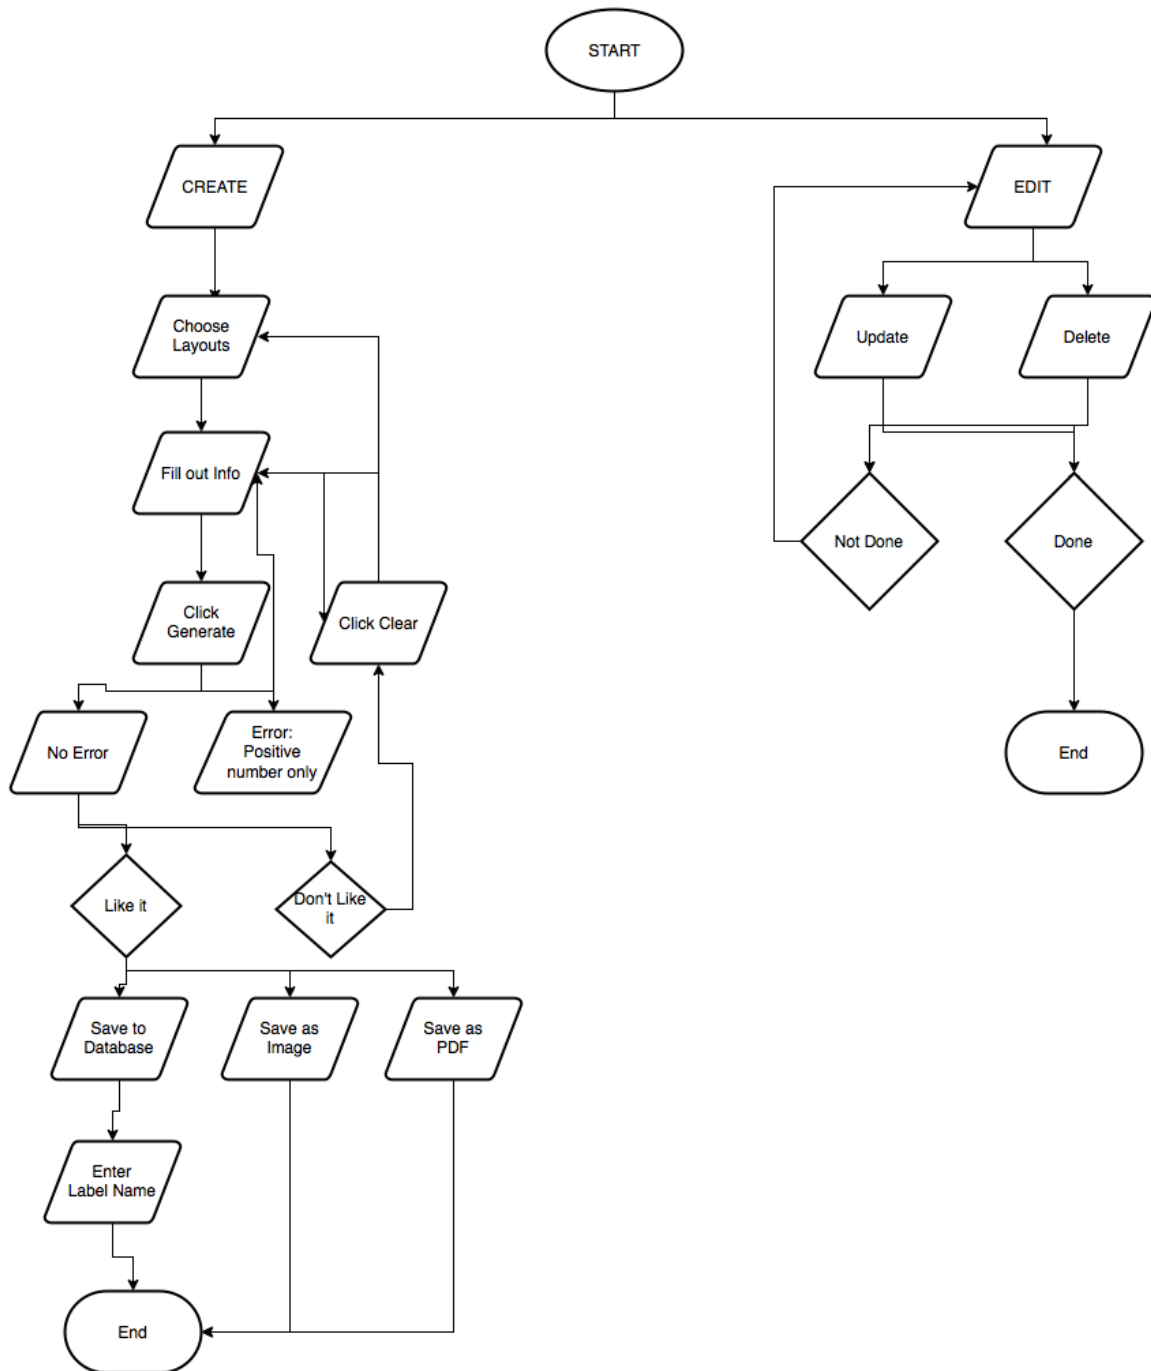 START
CREATE
EDIT
Choose
Layouts
Update
Delete
Fill out Info
Not Done
Done
Click
Generate
Click Clear
No Error
Error:
Positive
number only
End
Like it
Don't Like
it
Save to
Database
Save as
Image
Save as
PDF
Enter
Label Name
End